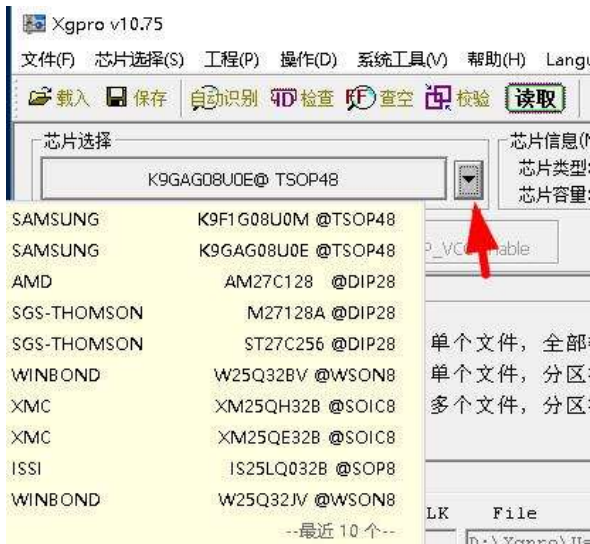 Xgpro v10.75
文件(F) 芯片选择(S) 工程(P) 操作(D) 系统工具(V) 帮助(H) Langu
载入 保存 自动识别 ID 检查 FF 查空 校验 读取
芯片选择
芯片信息(
K9GAG08U0E@ TSOP48
芯片类型:
芯片容量:
SAMSUNG K9F1G08U0M @TSOP48
SAMSUNG K9GAG08U0E @TSOP48
AMD AM27C128 @DIP28
SGS-THOMSON M27128A @DIP28
SGS-THOMSON ST27C256 @DIP28
单个文件, 全部
WINBOND W25Q32BV @WSON8
单个文件, 分区
XMC XM25QH32B @SOIC8
多个文件, 分区
XMC XM25QE32B @SOIC8
ISSI IS25LQ032B @SOP8
WINBOND W25Q32JV @WSON8
LK File
--最近 10 个--